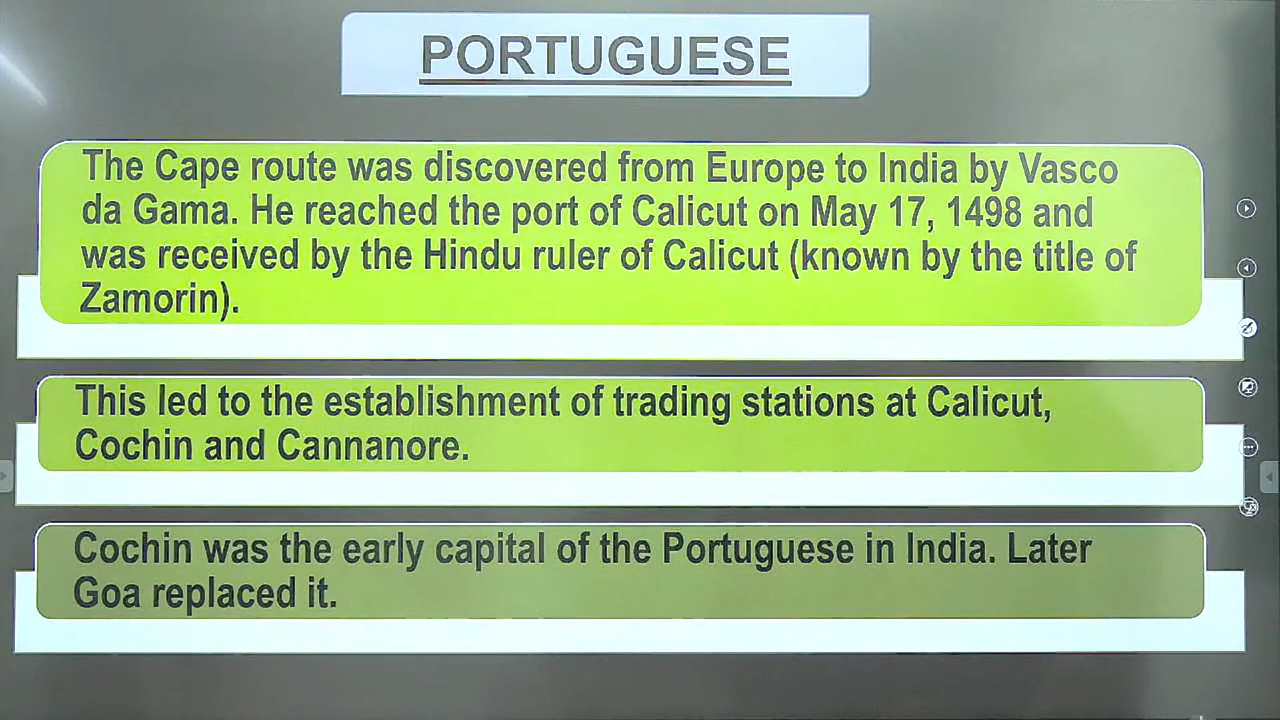 PORTUGUESE
The Cape route was discovered from Europe to India by Vasco
da Gama. He reached the port of Calicut on May 17, 1498 and
was received by the Hindu ruler of Calicut (known by the title of
Zamorin).
This led to the establishment of trading stations at Calicut,
Cochin and Cannanore.
Cochin was the early capital of the Portuguese in India. Later
Goa replaced it.